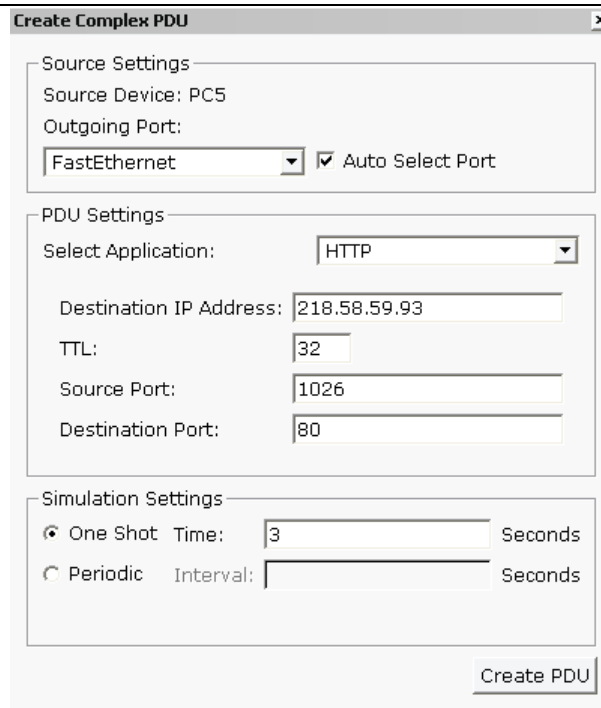 Create Complex PDU
Source Settings
Source Device: PC5
Outgoing Port:
FastEthernet Auto Select Port
PDU Settings
Select Application: HTTP
Destination IP Address: 218.58.59.93
TTL: 32
Source Port: 1026
Destination Port: 80
Simulation Settings
One Shot Time: 3 Seconds
Periodic Interval: Seconds
Create PDU